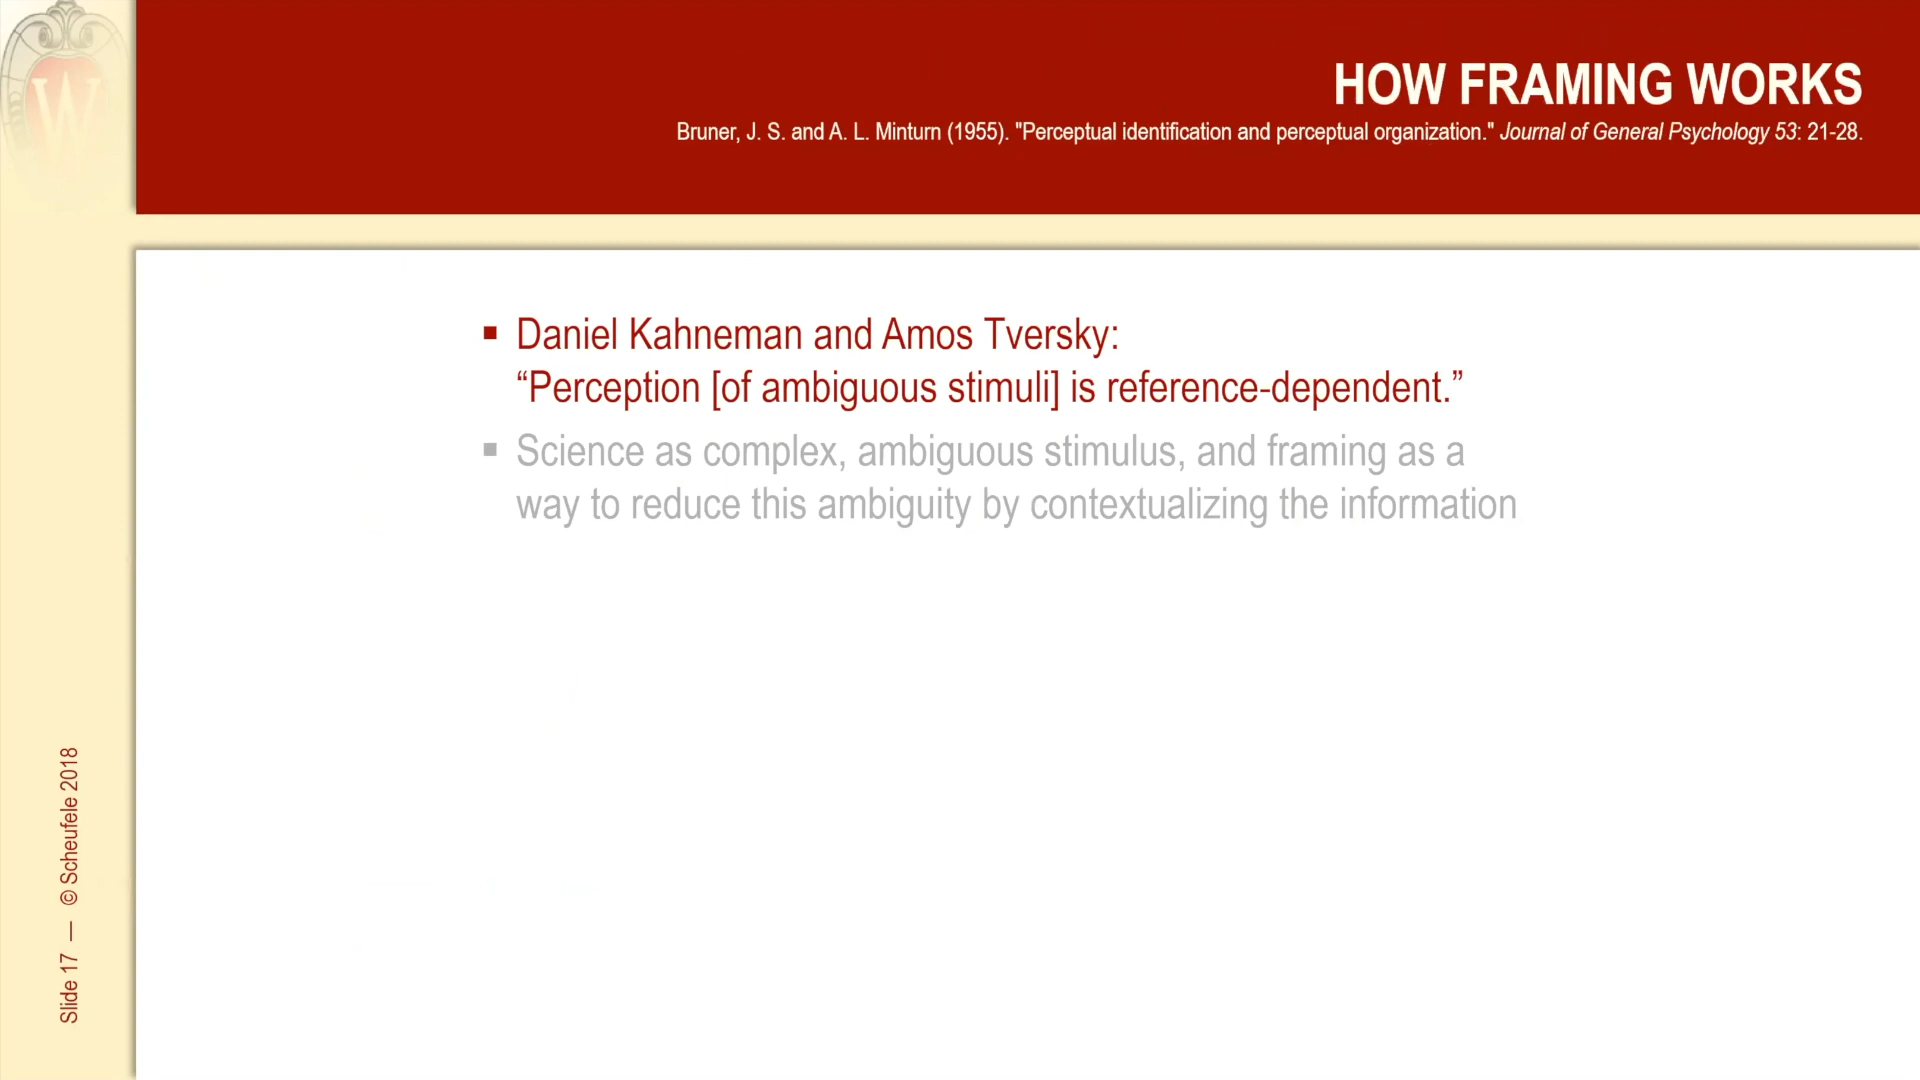 W
HOW FRAMING WORKS
Bruner, J. S. and A. L. Minturn (1955). "Perceptual identification and perceptual organization." Journal of General Psychology 53: 21-28.
▪ Daniel Kahneman and Amos Tversky:
“Perception [of ambiguous stimuli] is reference-dependent.”
▪ Science as complex, ambiguous stimulus, and framing as a
way to reduce this ambiguity by contextualizing the information
Slide 17 — © Scheufele 2018